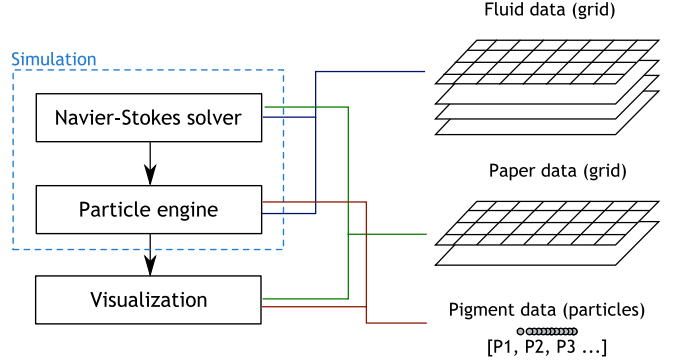 Simulation
Navier-Stokes solver
Particle engine
Visualization
Fluid data (grid)
Paper data (grid)
Pigment data (particles)
[P1, P2, P3 ...]